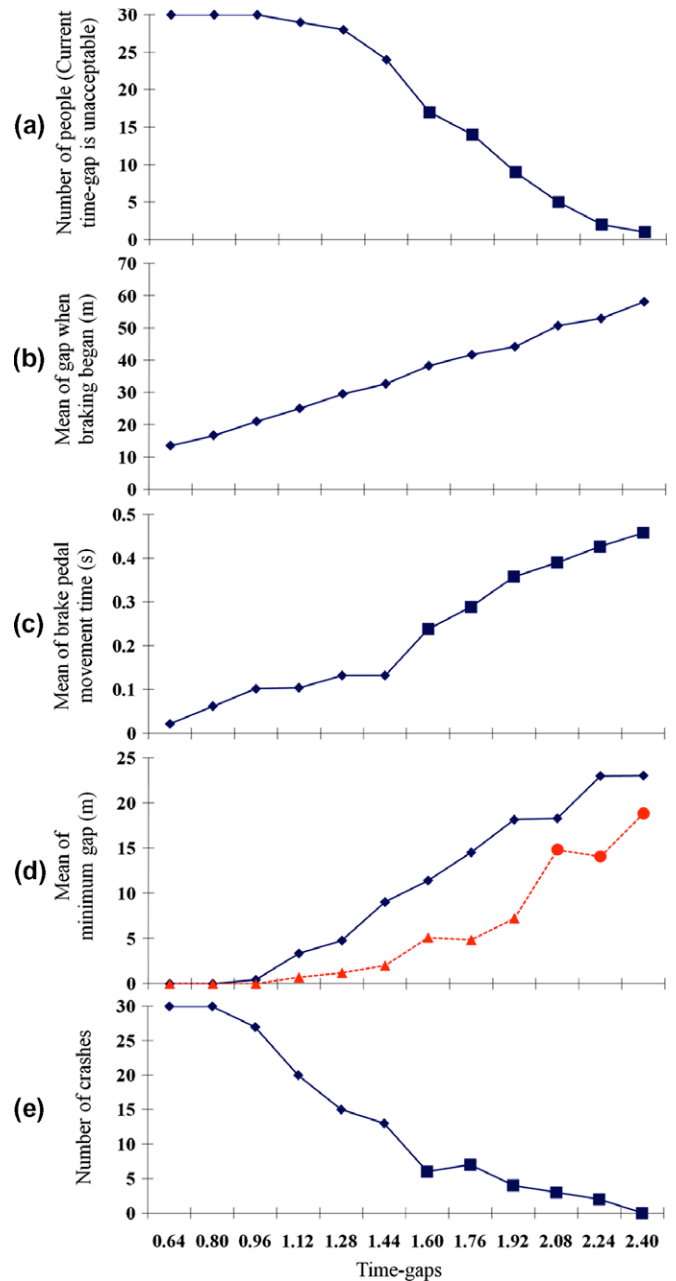 (a)
Number of people (Current
time-gap is unacceptable)
30
25
20
15
10
5
0
(b)
Mean of gap when
braking began (m)
70
60
50
40
30
20
10
0
(c)
Mean of brake pedal
movement time (s)
0.5
0.4
0.3
0.2
0.1
0
(d)
Mean of
minimum gap (m)
25
20
15
10
5
0
(e)
Number of crashes
30
25
20
15
10
5
0
0.64 0.80 0.96 1.12 1.28 1.44 1.60 1.76 1.92 2.08 2.24 2.40
Time-gaps